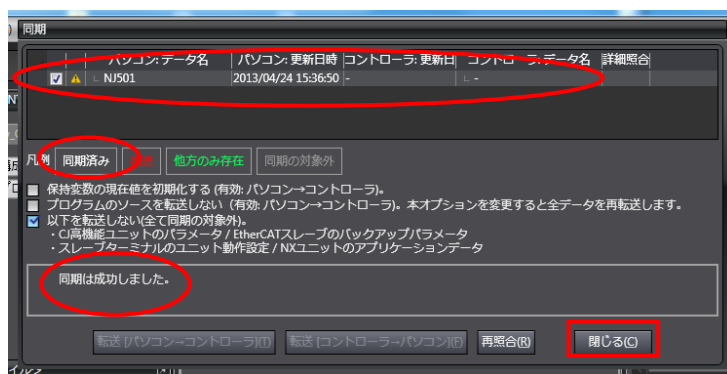 同期
パソコン: データ名 パソコン: 更新日時 コントローラ: 更新日 コントローラ: データ名 詳細照合
NJ501 2013/04/24 15:36:50 - -
凡例 同期済み 他方のみ存在 同期の対象外
保持変数の現在値を初期化する (有効: パソコン→コントローラ)。
プログラムのソースを転送しない (有効: パソコン→コントローラ)。本オプションを変更すると全データを再転送します。
以下を転送しない(全て同期の対象外)。
・CJ高機能ユニットのパラメータ / EtherCATスレーブのバックアップパラメータ
・スレーブターミナルのユニット動作設定 / NXユニットのアプリケーションデータ
同期は成功しました。
転送 [パソコン→コントローラ](T) 転送 [コントローラ→パソコン](F) 再照合(R) 閉じる(C)